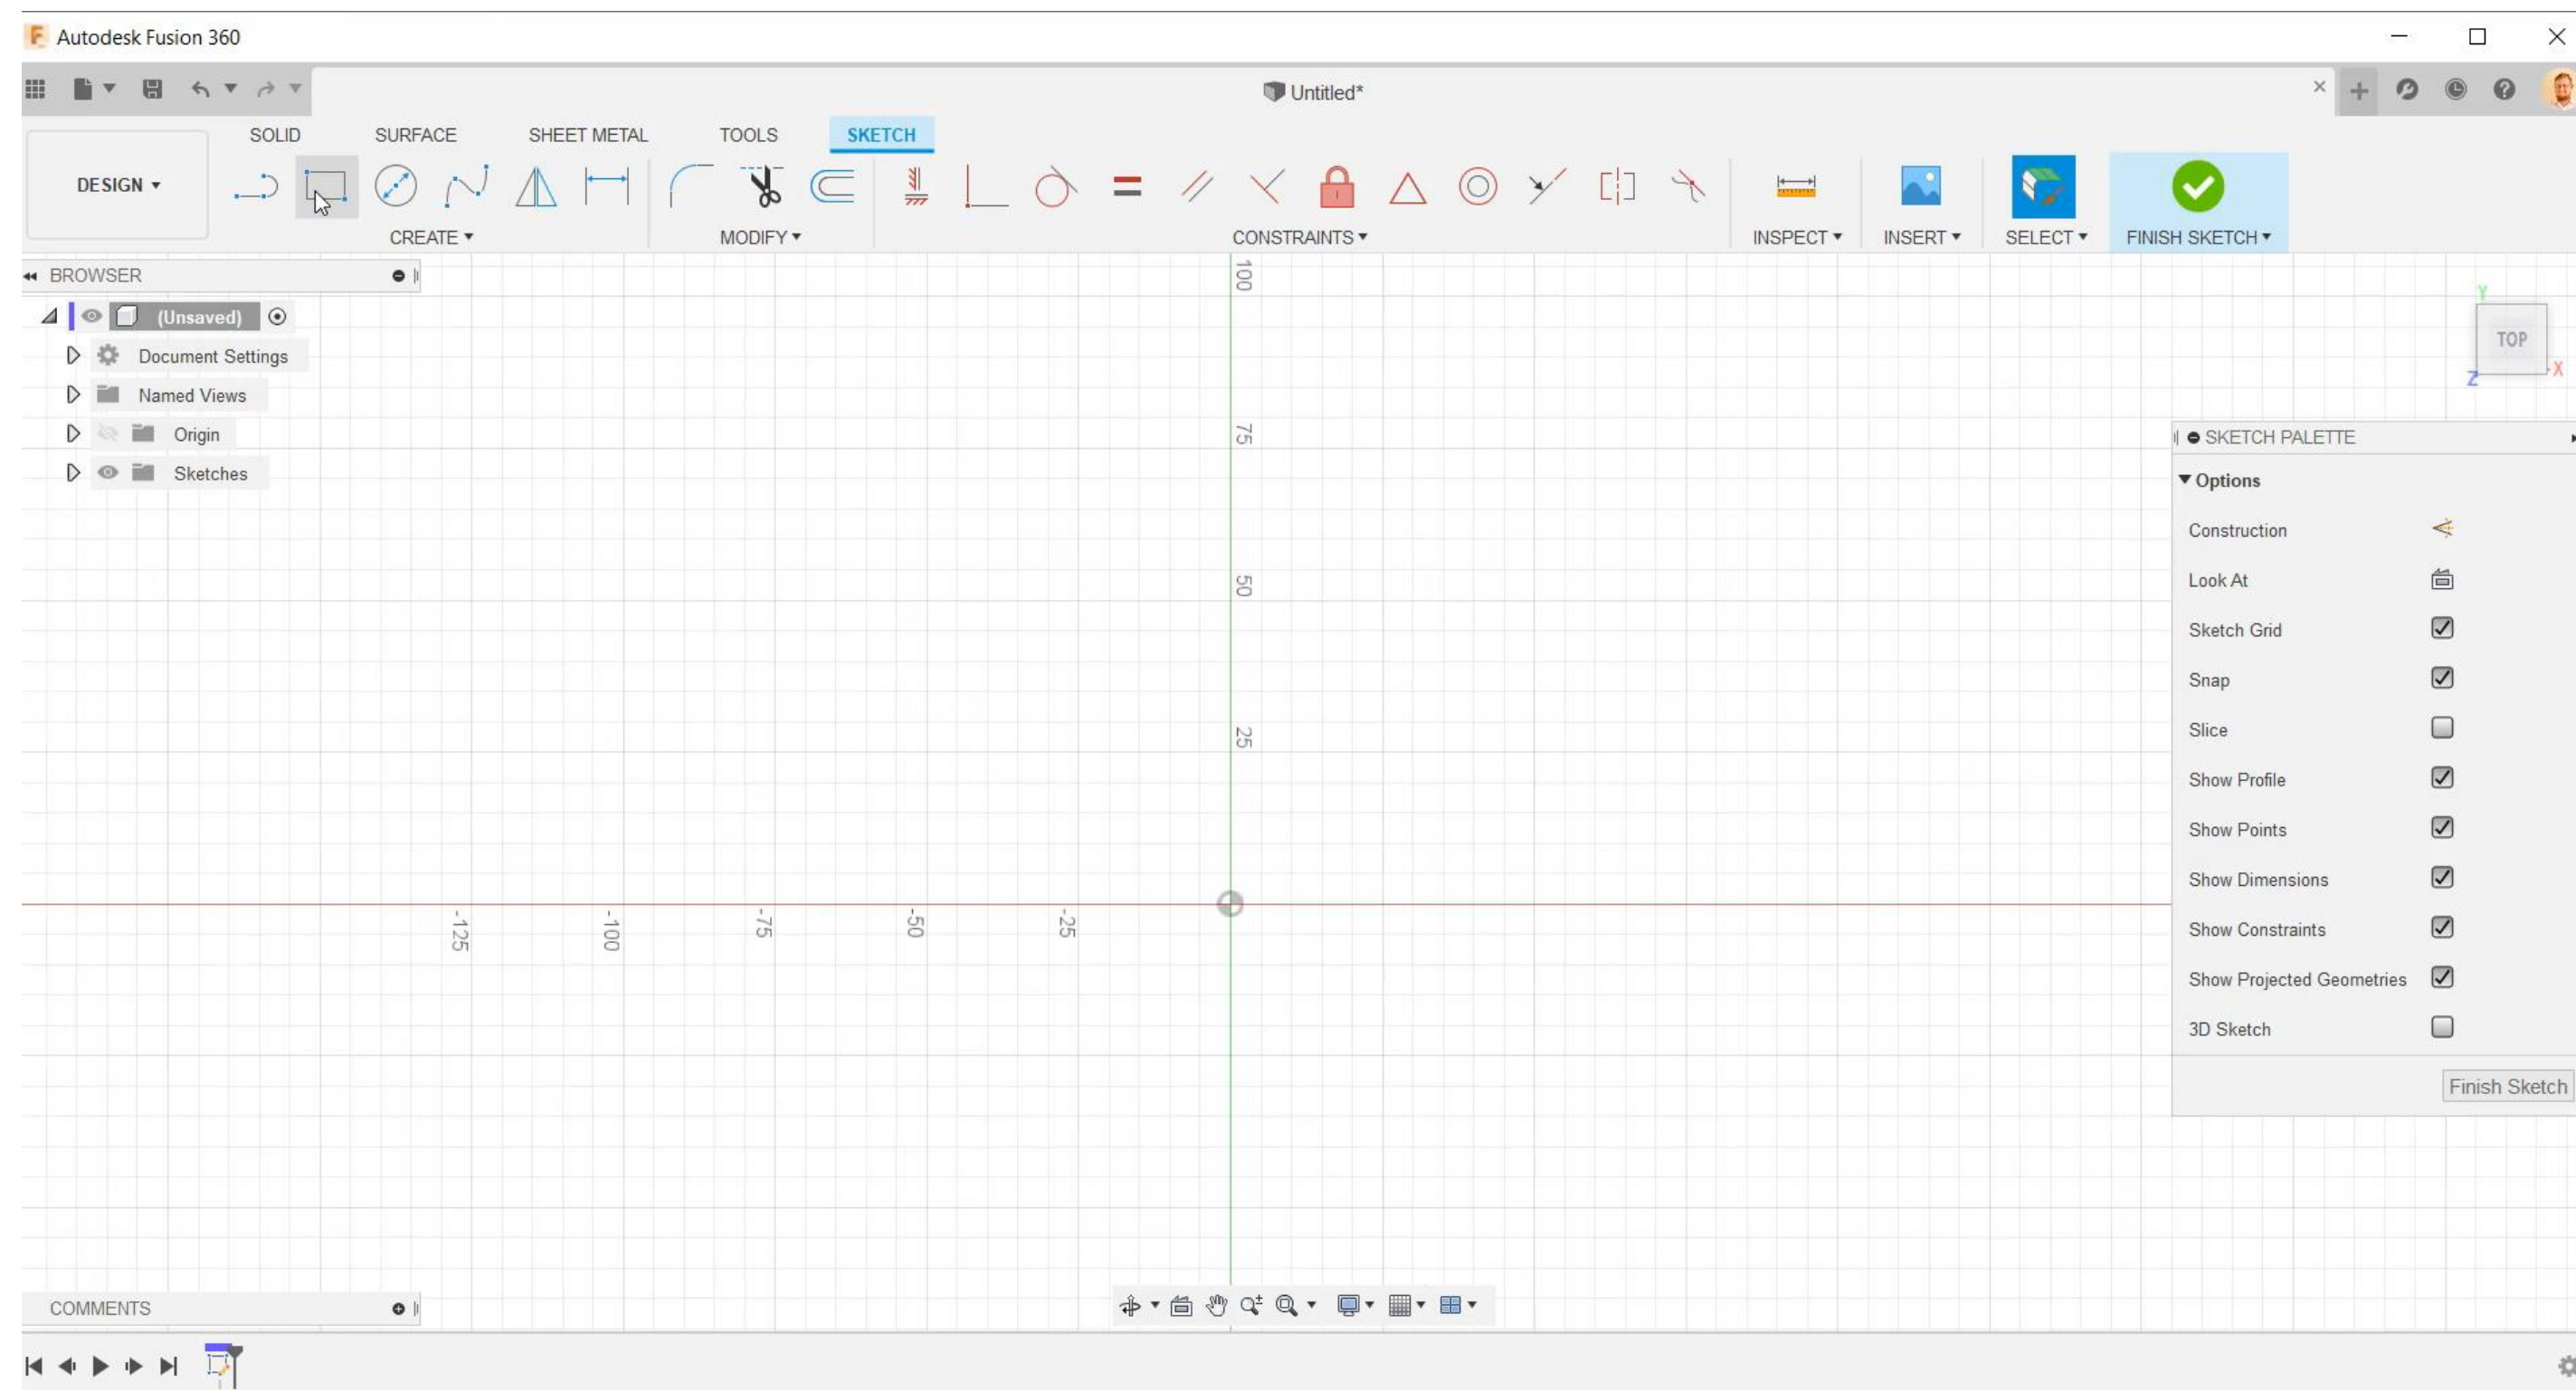 Autodesk Fusion 360
Untitled*
SOLID SURFACE SHEET METAL TOOLS SKETCH
DESIGN
CREATE MODIFY CONSTRAINTS INSPECT INSERT SELECT FINISH SKETCH
BROWSER
(Unsaved)
Document Settings
Named Views
Origin
Sketches
100
75
50
25
-125 -100 -75 -50 -25
Y
TOP
X
Z
SKETCH PALETTE
Options
Construction
Look At
Sketch Grid
Snap
Slice
Show Profile
Show Points
Show Dimensions
Show Constraints
Show Projected Geometries
3D Sketch
Finish Sketch
COMMENTS